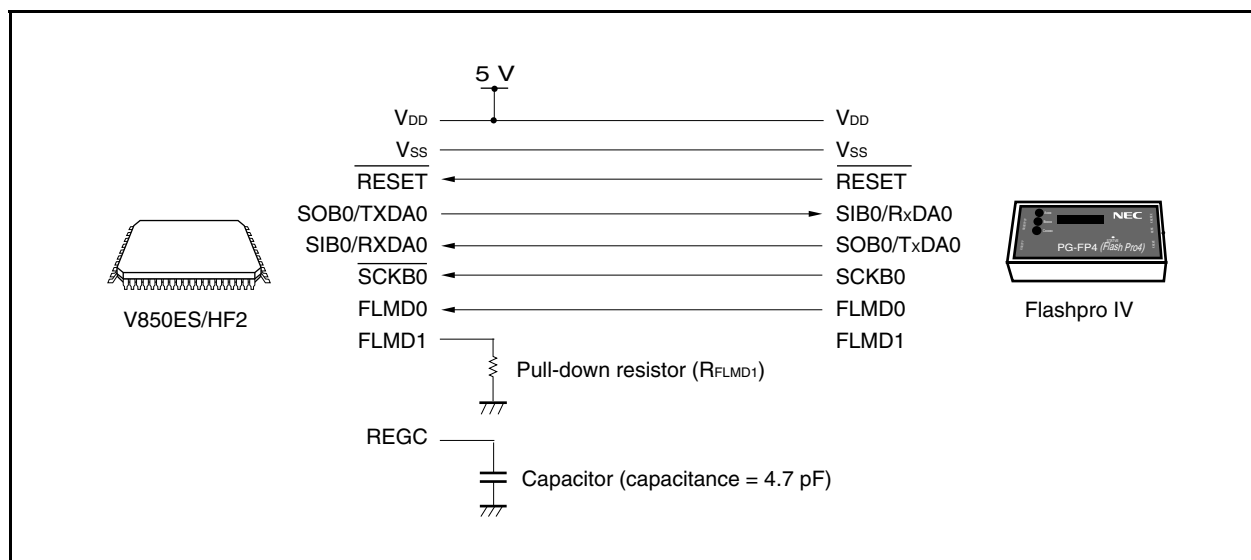 5 V
VDD VDD
VSS VSS
RESET RESET
SOB0/TXDA0 SIB0/RxDA0
SIB0/RXDA0 SOB0/TxDA0
SCKB0 SCKB0
FLMD0 FLMD0
FLMD1 FLMD1
V850ES/HF2
NEC
PG-FP4 (Flash Pro4)
Flashpro IV
Pull-down resistor (RFLMD1)
REGC
Capacitor (capacitance = 4.7 pF)